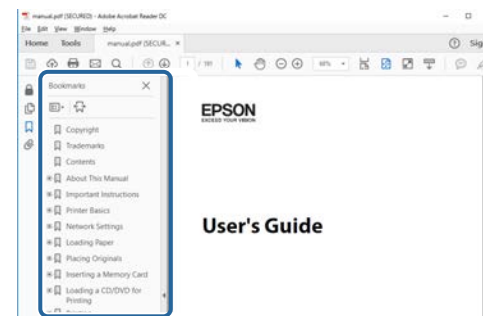 manual.pdf (SECURED) - Adobe Acrobat Reader DC
File Edit View Window Help
Home Tools manual.pdf (SECUR... ×
Bookmarks
EPSON
EXCEED YOUR VISION
Copyright
Trademarks
Contents
About This Manual
Important Instructions
Printer Basics
Network Settings
User's Guide
Loading Paper
Placing Originals
Inserting a Memory Card
Loading a CD/DVD for
Printing